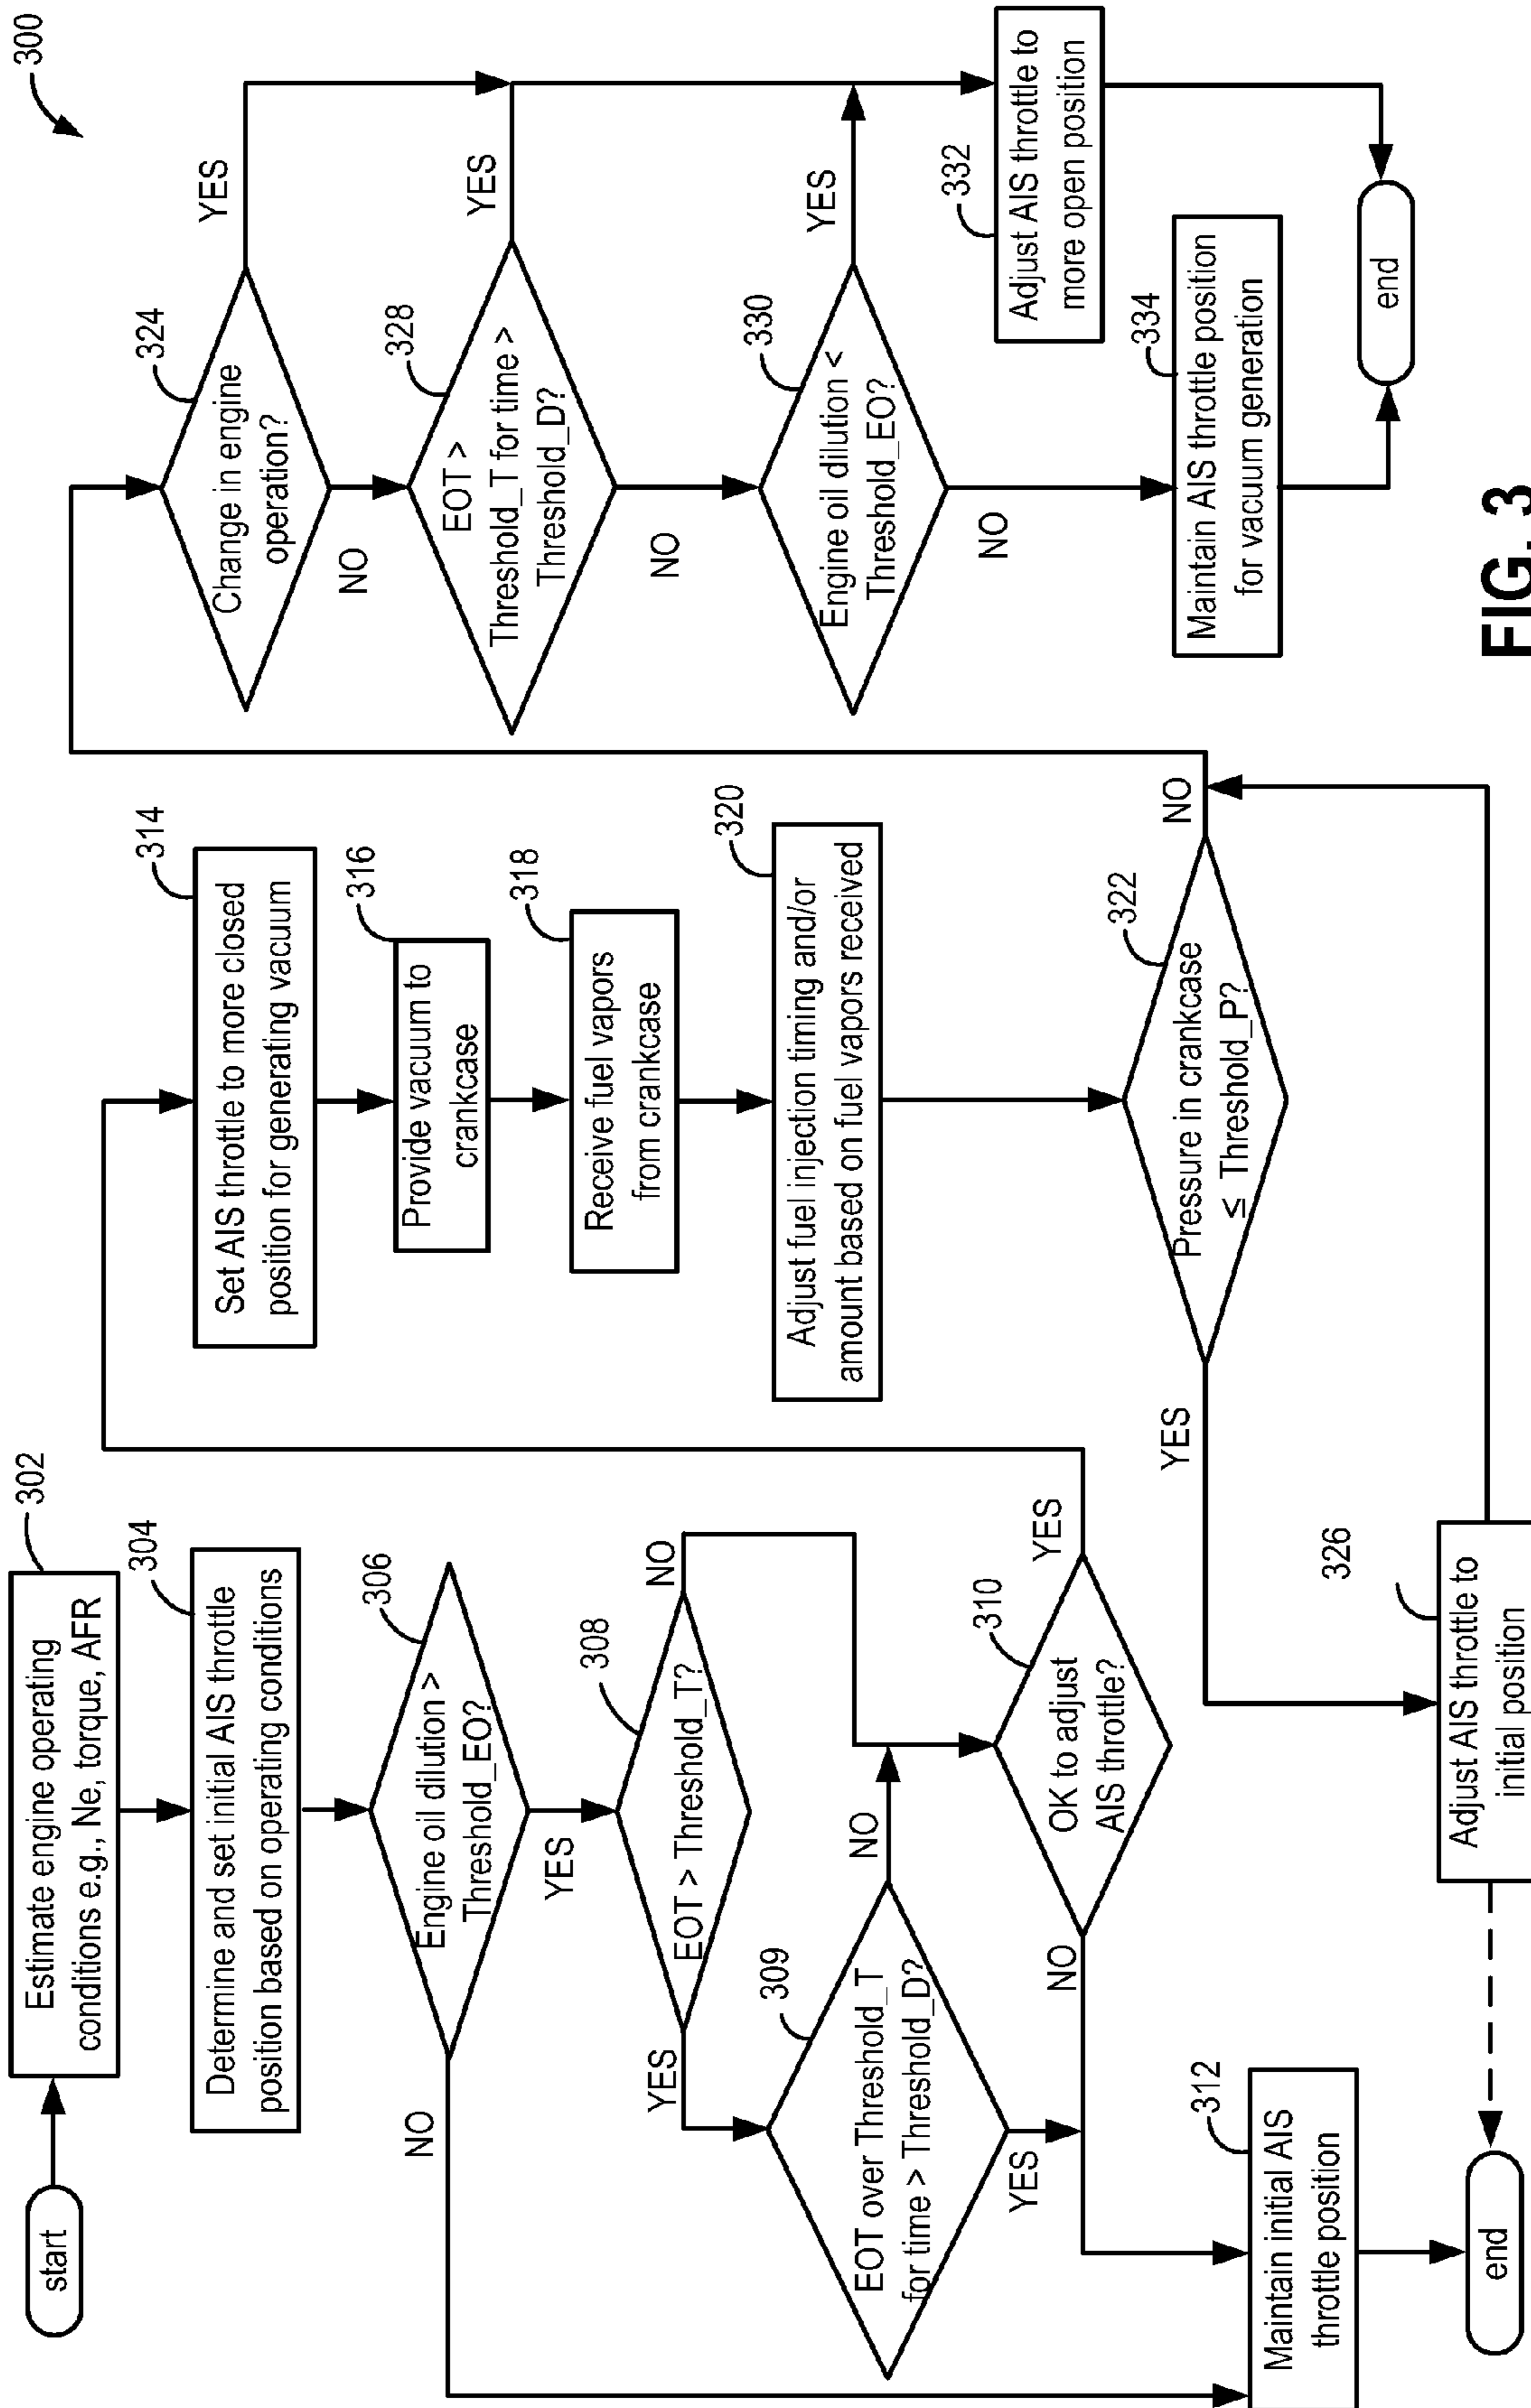 300
start
Estimate engine operating
conditions e.g., Ne, torque, AFR
302
Determine and set initial AIS throttle
position based on operating conditions
304
Engine oil dilution >
Threshold_EO?
306
NO
YES
EOT > Threshold_T?
308
YES
NO
EOT over Threshold_T
for time > Threshold_D?
309
NO
YES
OK to adjust
AIS throttle?
310
NO
YES
Maintain initial AIS
throttle position
312
end
Set AIS throttle to more closed
position for generating vacuum
314
Provide vacuum to
crankcase
316
Receive fuel vapors
from crankcase
318
Adjust fuel injection timing and/or
amount based on fuel vapors received
320
Pressure in crankcase
≤ Threshold_P?
322
YES
NO
Adjust AIS throttle to
initial position
326
Change in engine
operation?
324
YES
NO
EOT >
Threshold_T for time >
Threshold_D?
328
YES
NO
Engine oil dilution <
Threshold_EO?
330
YES
NO
Adjust AIS throttle to
more open position
332
Maintain AIS throttle position
for vacuum generation
334
end
FIG. 3